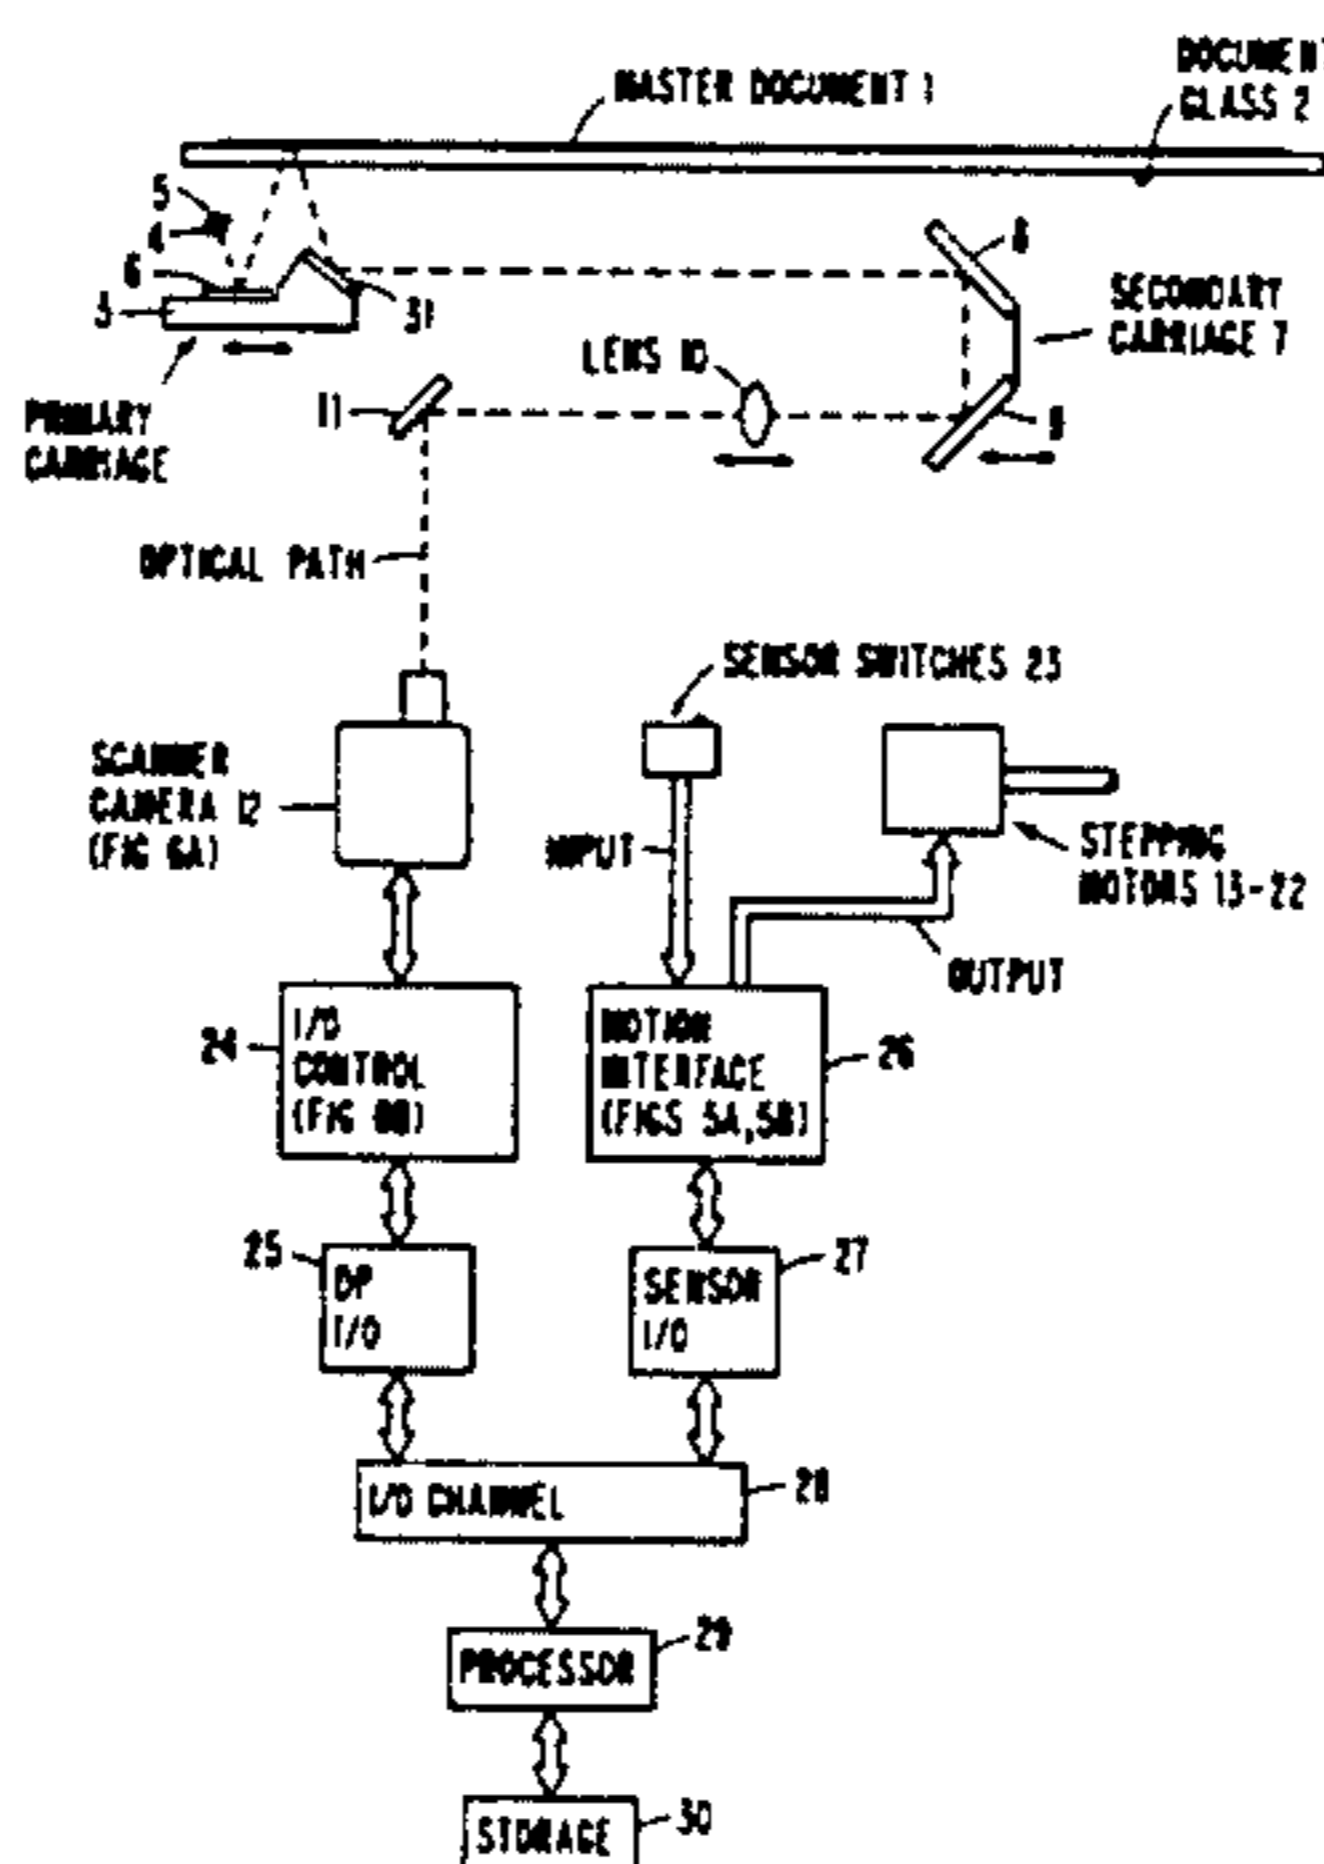 DOCUMENT
GLASS 2
MASTER DOCUMENT 1
5
4
6
3
31
8
SECONDARY
CARRIAGE 7
LENS 10
PRIMARY
CARRIAGE
11
9
OPTICAL PATH
SENSOR SWITCHES 23
SCANNER
CAMERA 12
(FIG 6A)
INPUT
STEPPING
MOTORS 13-22
OUTPUT
24
I/O
CONTROL
MOTION
INTERFACE
(FIGS 5A,5B)
26
25
DP
I/O
SENSOR
I/O
27
I/O CHANNEL
28
PROCESSOR
29
STORAGE
30